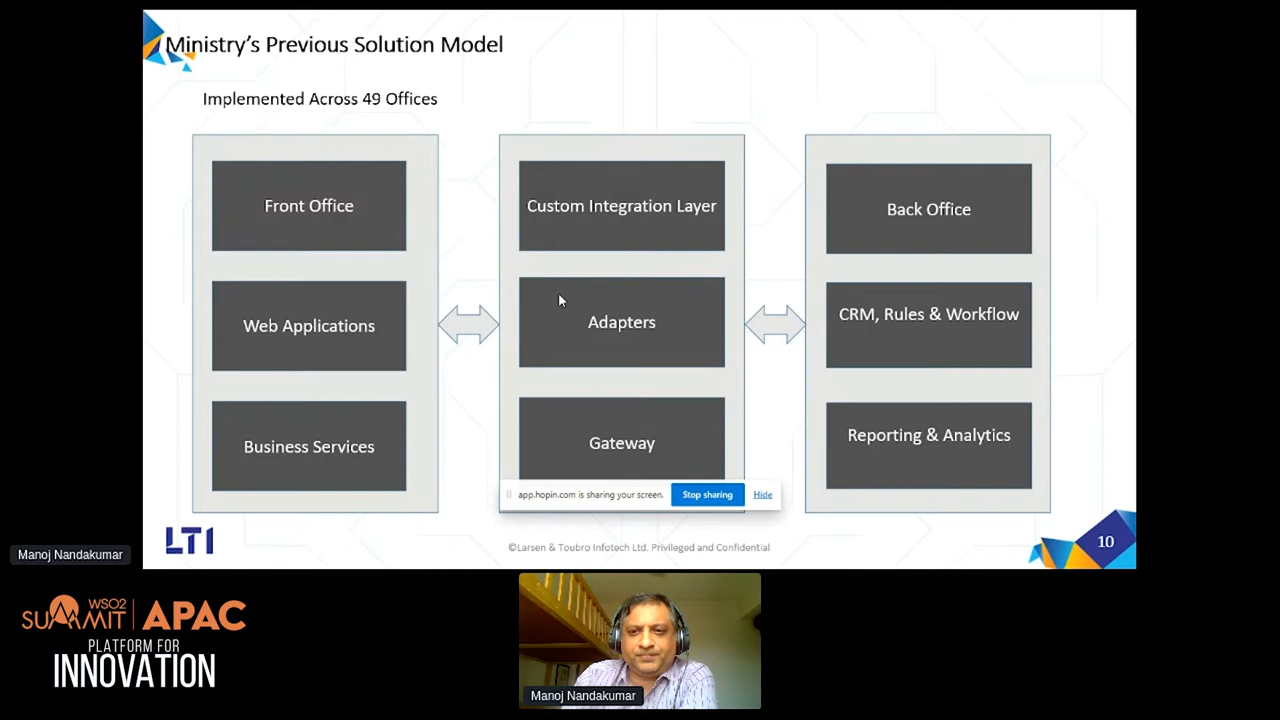 Ministry's Previous Solution Model
Implemented Across 49 Offices
Front Office
Web Applications
Business Services
Custom Integration Layer
Adapters
Gateway
Back Office
CRM, Rules & Workflow
Reporting & Analytics
app.hopin.com is sharing your screen.
Stop sharing
Hide
LTI
©Larsen & Toubro Infotech Ltd. Privileged and Confidential
10
Manoj Nandakumar
WSO2
SUMMIT APAC
PLATFORM FOR
INNOVATION
Manoj Nandakumar